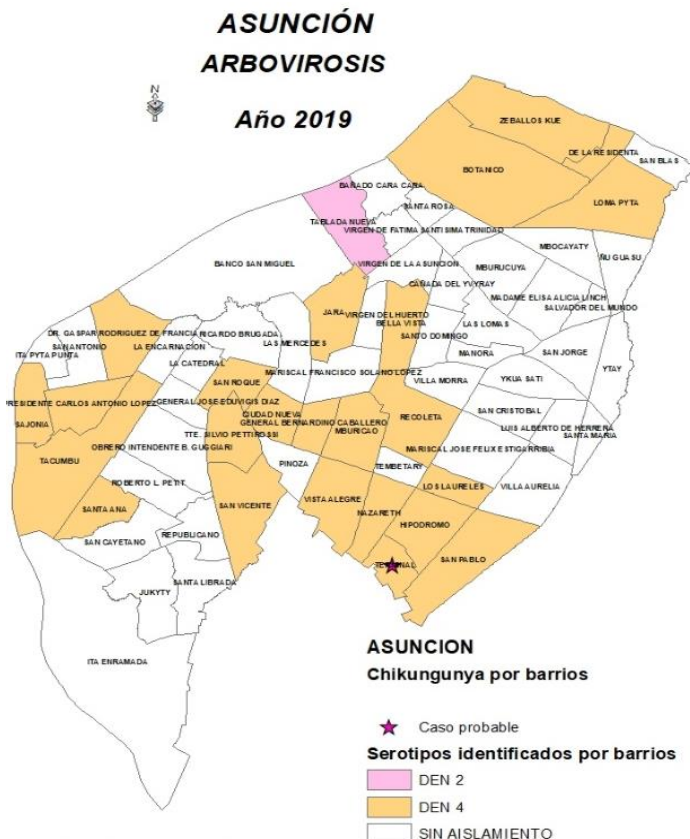 ASUNCIÓN
ARBOVIROSIS
Año 2019
N
ZEBALLOS KUE
DE LA RESIDENTA
SAN BLAS
BOTANICO
LOMA PYTA
BAÑADO CARA CARA
SANTA ROSA
TABLADA NUEVA
VIRGEN DE FATIMA
SANTISIMA TRINIDAD
MBOCAYATY
ÑU GUASU
BANCO SAN MIGUEL
VIRGEN DE LA ASUNCION
MBURUCUYA
CAÑADA DEL YVYRAY
MADAME ELISA ALICIA LINCH
SALVADOR DEL MUNDO
JARA
VIRGEN DEL HUERTO
BELLA VISTA
LAS LOMAS
DR. GASPAR RODRIGUEZ DE FRANCIA
RICARDO BRUGADA
SANTO DOMINGO
SAN ANTONIO
LA ENCARNACION
LAS MERCEDES
ITA PYTA PUNTA
MANORA
SAN JORGE
LA CATEDRAL
MARISCAL FRANCISCO SOLANO LOPEZ
YTAY
SAN ROQUE
VILLA MORRA
YKUA SATI
PRESIDENTE CARLOS ANTONIO LOPEZ
GENERAL JOSE EDUVIGIS DIAZ
CIUDAD NUEVA
RECOLETA
SAN CRISTOBAL
SAJONIA
GENERAL BERNARDINO CABALLERO
LUIS ALBERTO DE HERRERA
TTE. SILVIO PETTIROSSI
MBURICAO
SANTA MARIA
OBRERO INTENDENTE B. GUGGIARI
MARISCAL JOSE FELIX ESTIGARRIBIA
TACUMBU
PINOZA
TEMBETARY
ROBERTO L. PETIT
LOS LAURELES
VILLA AURELIA
SAN VICENTE
VISTA ALEGRE
SANTA ANA
NAZARETH
HIPODROMO
REPUBLICANO
SAN CAYETANO
SAN PABLO
TERMINAL
SANTA LIBRADA
JUKYTY
ITA ENRAMADA
ASUNCION
Chikungunya por barrios
Caso probable
Serotipos identificados por barrios
DEN 2
DEN 4
SIN AISLAMIENTO